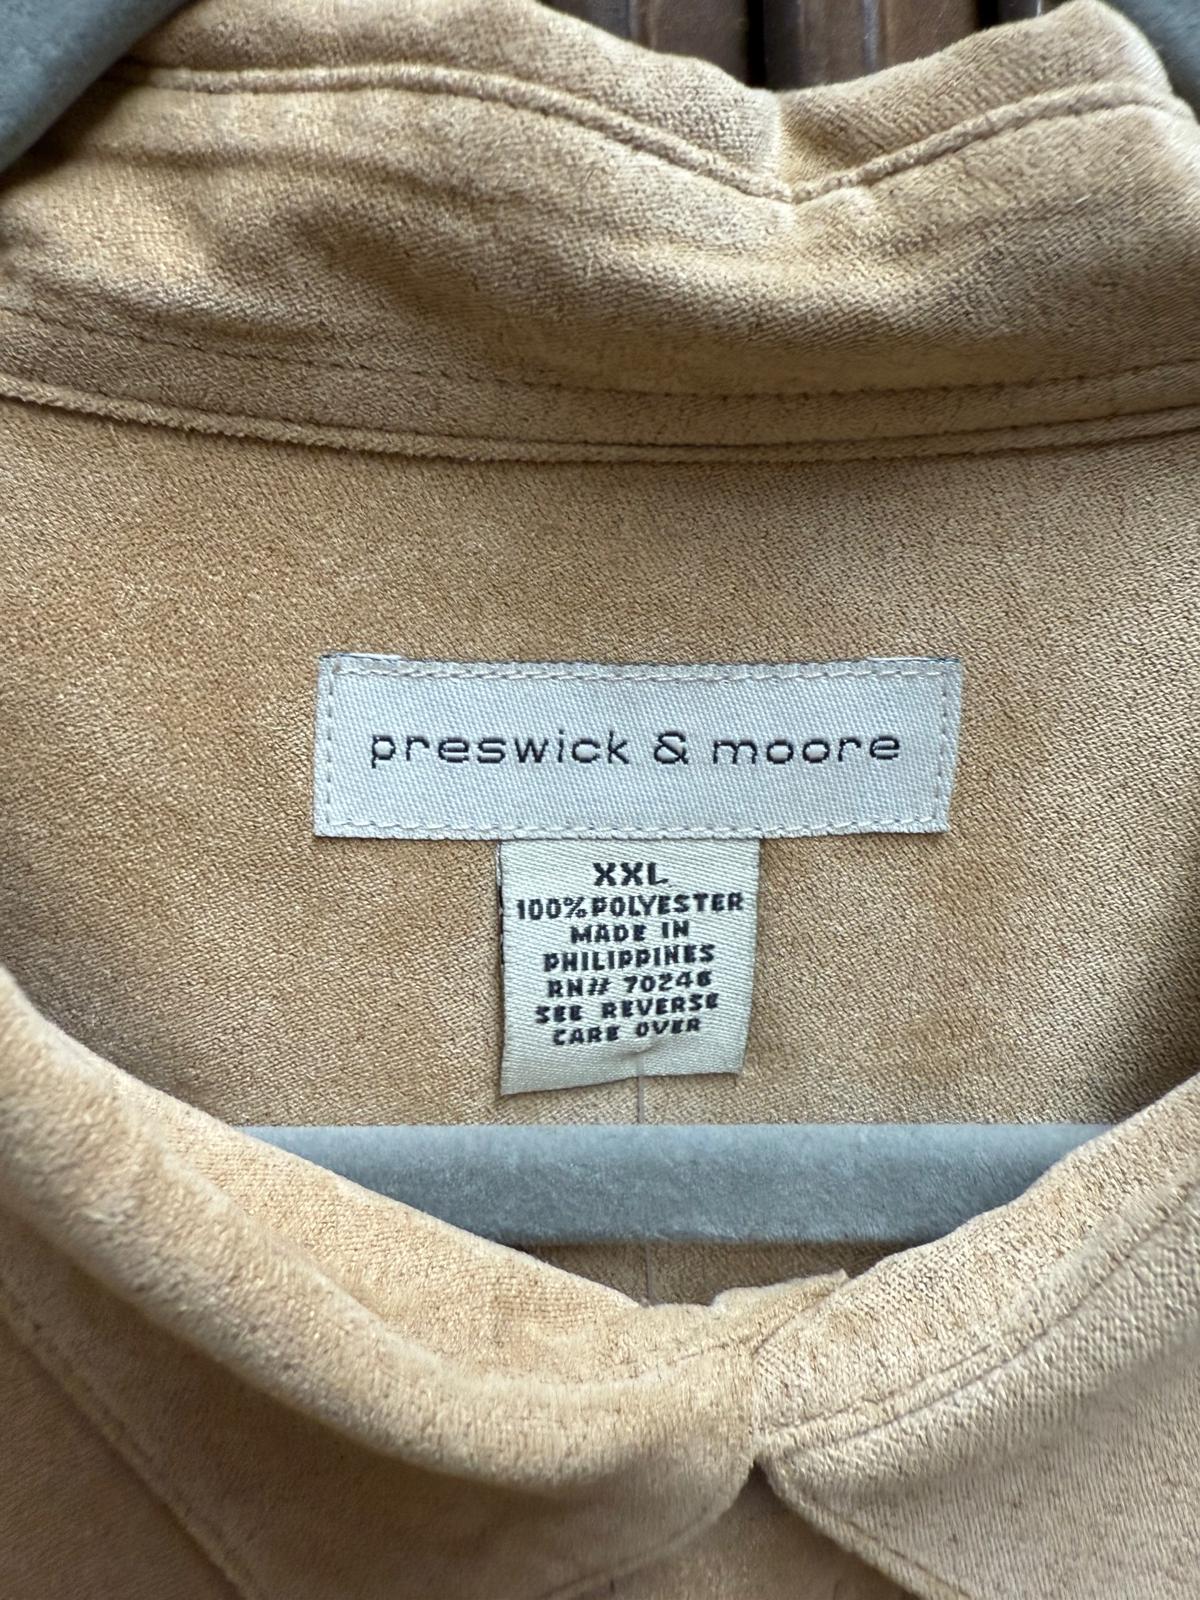 preswick & moore
XXL
100% POLYESTER
MADE IN
PHILIPPINES
RN# 70246
SEE REVERSE
CARE OVER